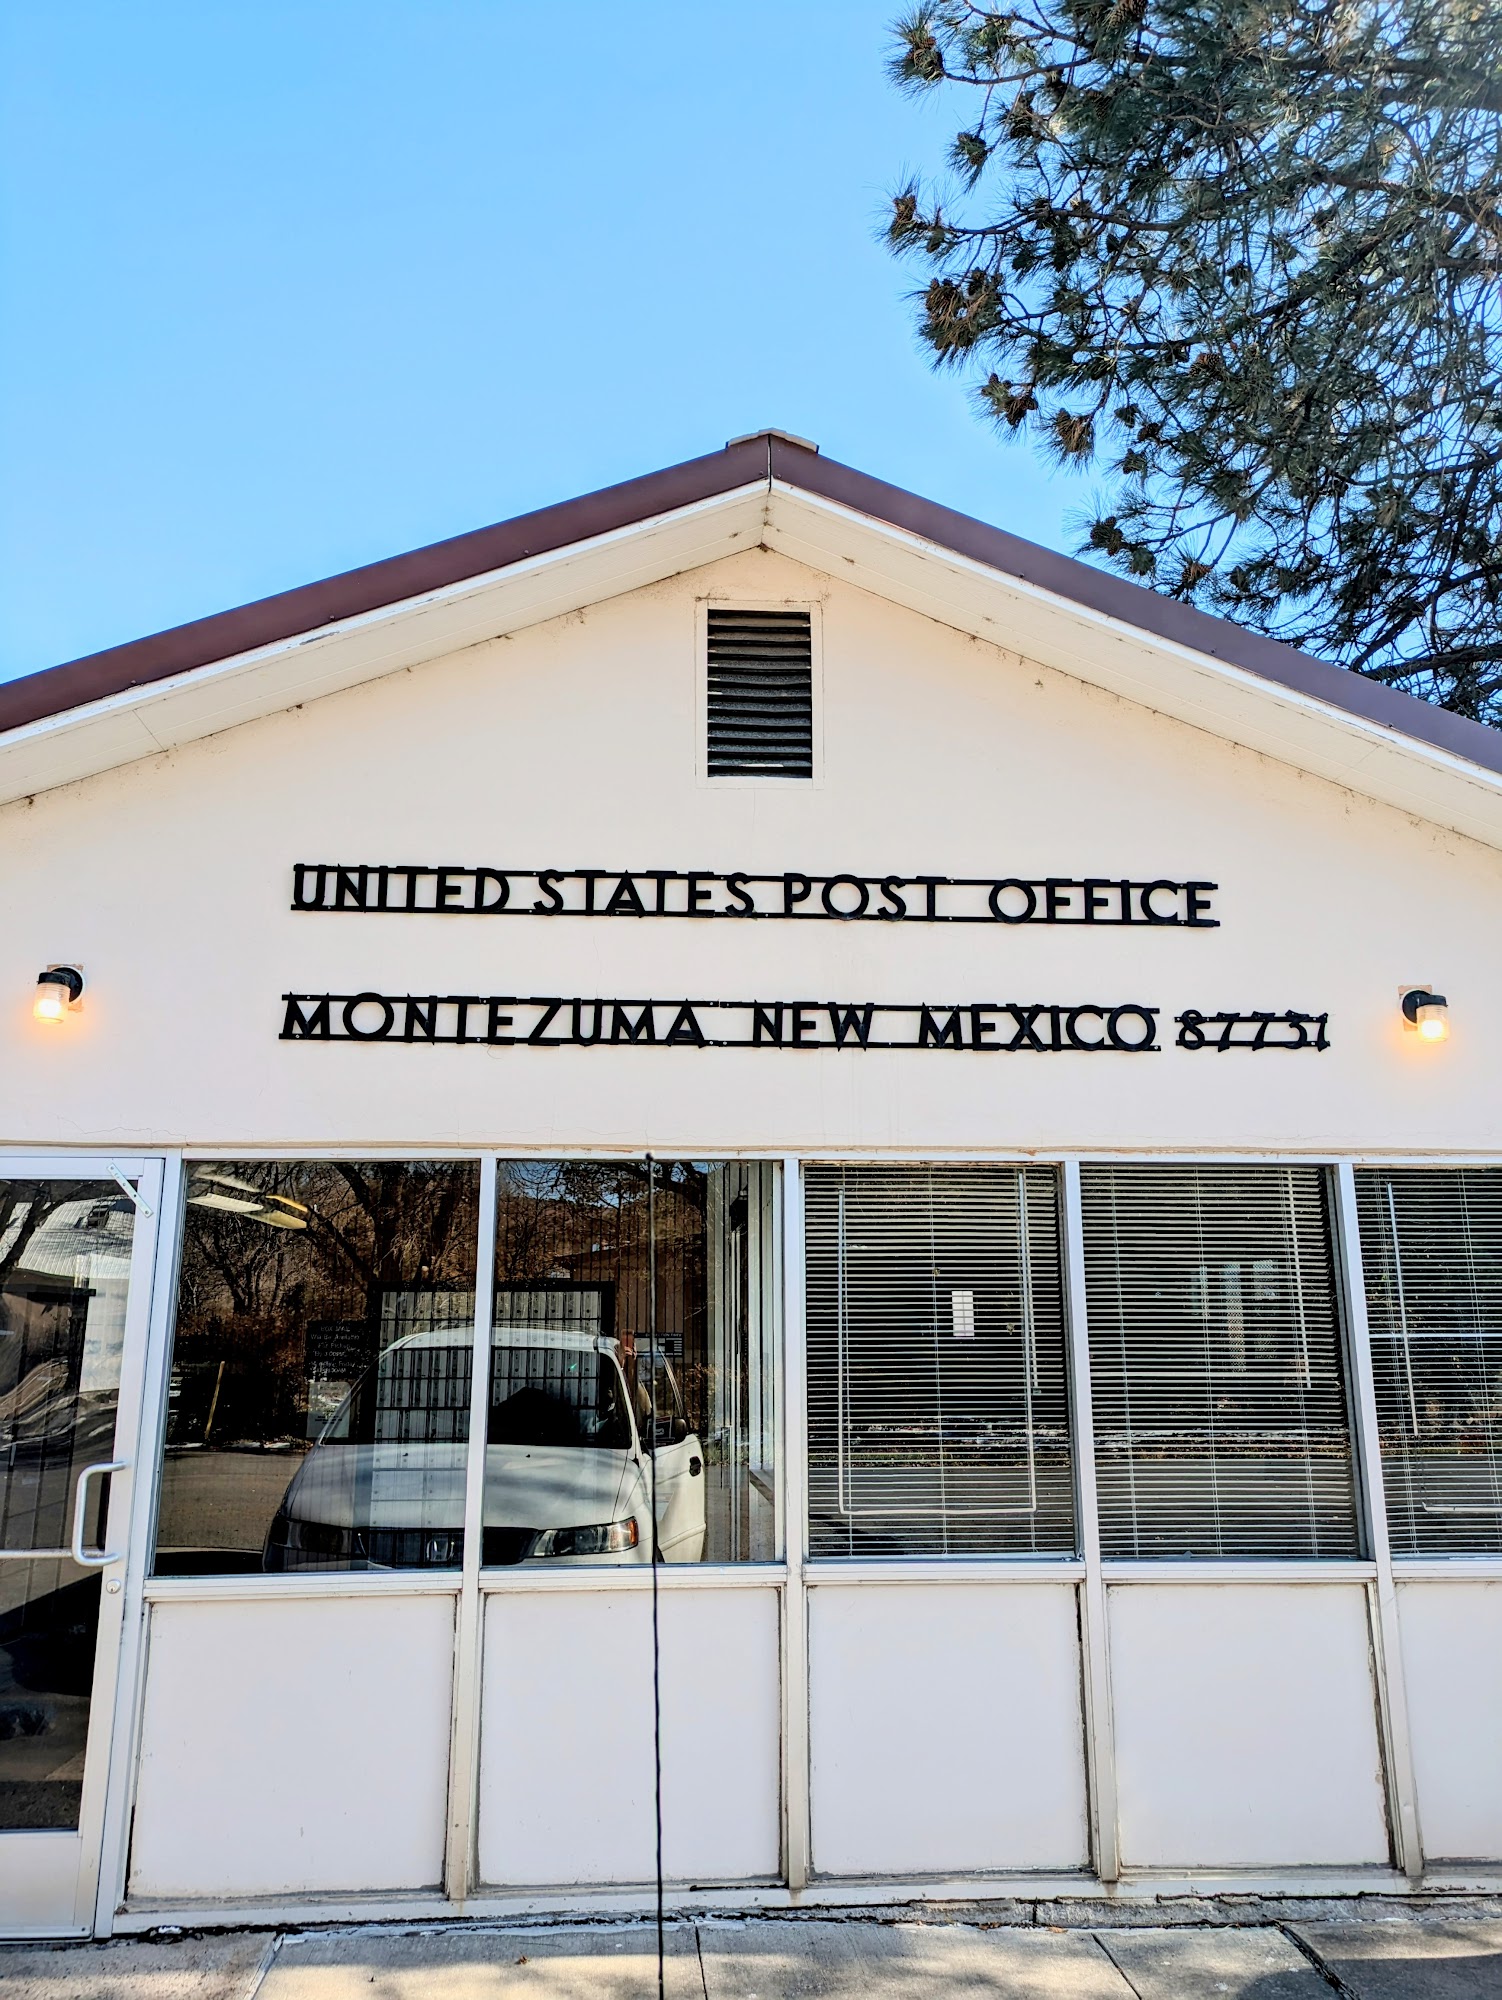 UNITED STATES POST OFFICE
MONTEZUMA NEW MEXICO 87731